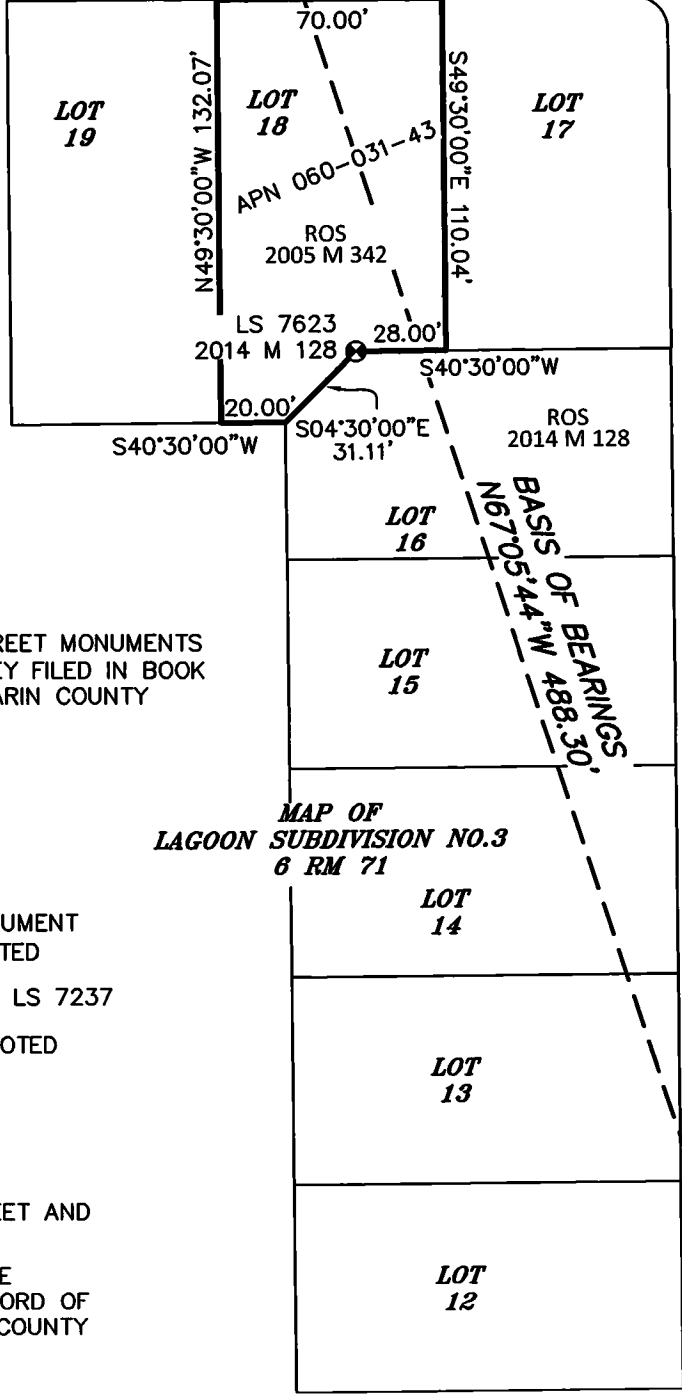 70.00'
LOT
19
N49°30'00"W 132.07'
LOT
18
APN 060-031-43
S49°30'00"E 110.04'
LOT
17
ROS
2005 M 342
LS 7623
2014 M 128
28.00'
S40°30'00"W
20.00'
S40°30'00"W
S04°30'00"E
31.11'
ROS
2014 M 128
LOT
16
BASIS OF BEARINGS
N67°05'44"W 488.30'
REET MONUMENTS
EY FILED IN BOOK
ARIN COUNTY
LOT
15
MAP OF
LAGOON SUBDIVISION NO.3
6 RM 71
LOT
14
UMENT
TED
LS 7237
OTED
LOT
13
EET AND
E
ORD OF
COUNTY
LOT
12